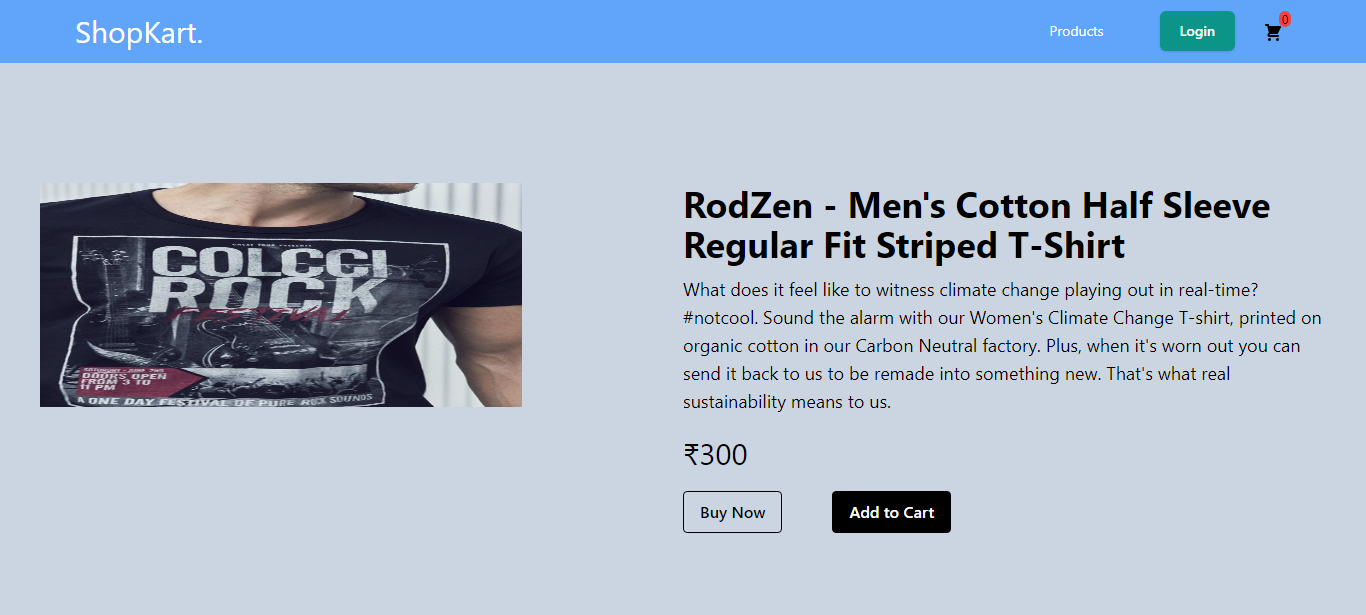 ShopKart.
Products
Login
0
COLCCI
ROCK
FESTIVAL
SATURDAY - JUNE 29TH
DOORS OPEN
FROM 3 TO
11 PM
A ONE DAY FESTIVAL OF PURE ROCK SOUNDS
RodZen - Men's Cotton Half Sleeve
Regular Fit Striped T-Shirt
What does it feel like to witness climate change playing out in real-time?
#notcool. Sound the alarm with our Women's Climate Change T-shirt, printed on
organic cotton in our Carbon Neutral factory. Plus, when it's worn out you can
send it back to us to be remade into something new. That's what real
sustainability means to us.
₹300
Buy Now
Add to Cart